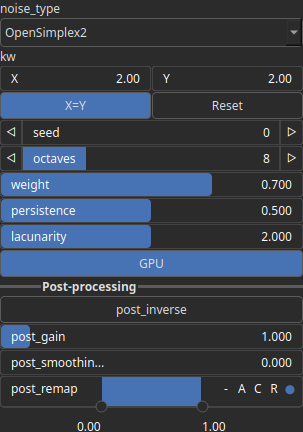 noise_type
OpenSimplex2
kw
X 2.00 Y 2.00
X=Y Reset
seed 0
octaves 8
weight 0.700
persistence 0.500
lacunarity 2.000
GPU
Post-processing
post_inverse
post_gain 1.000
post_smoothin... 0.000
post_remap - A C R
0.00 1.00